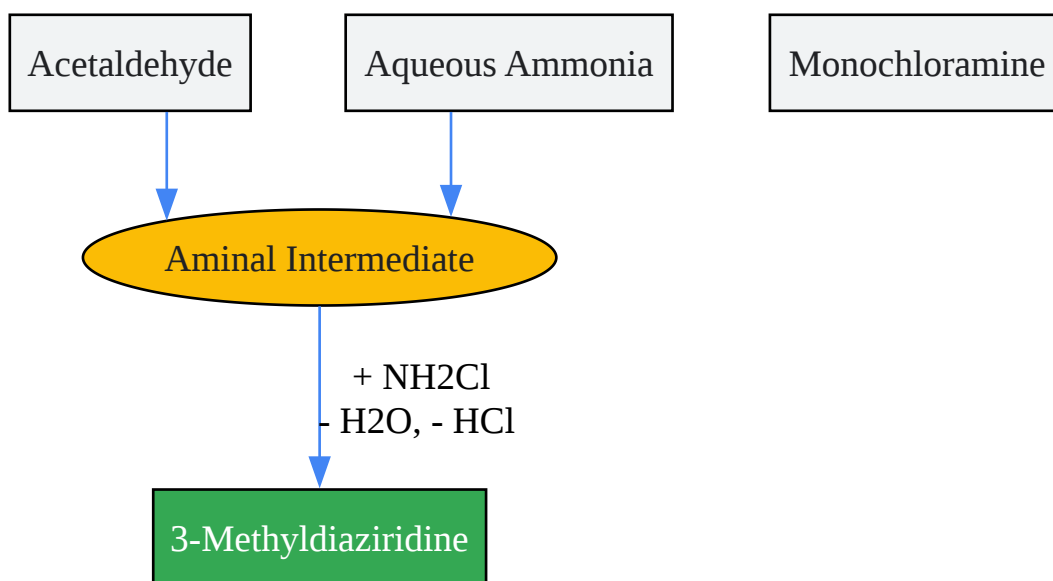 Acetaldehyde
Aqueous Ammonia
Monochloramine
Aminal Intermediate
+ NH2Cl
- H2O, - HCl
3-Methyldiaziridine